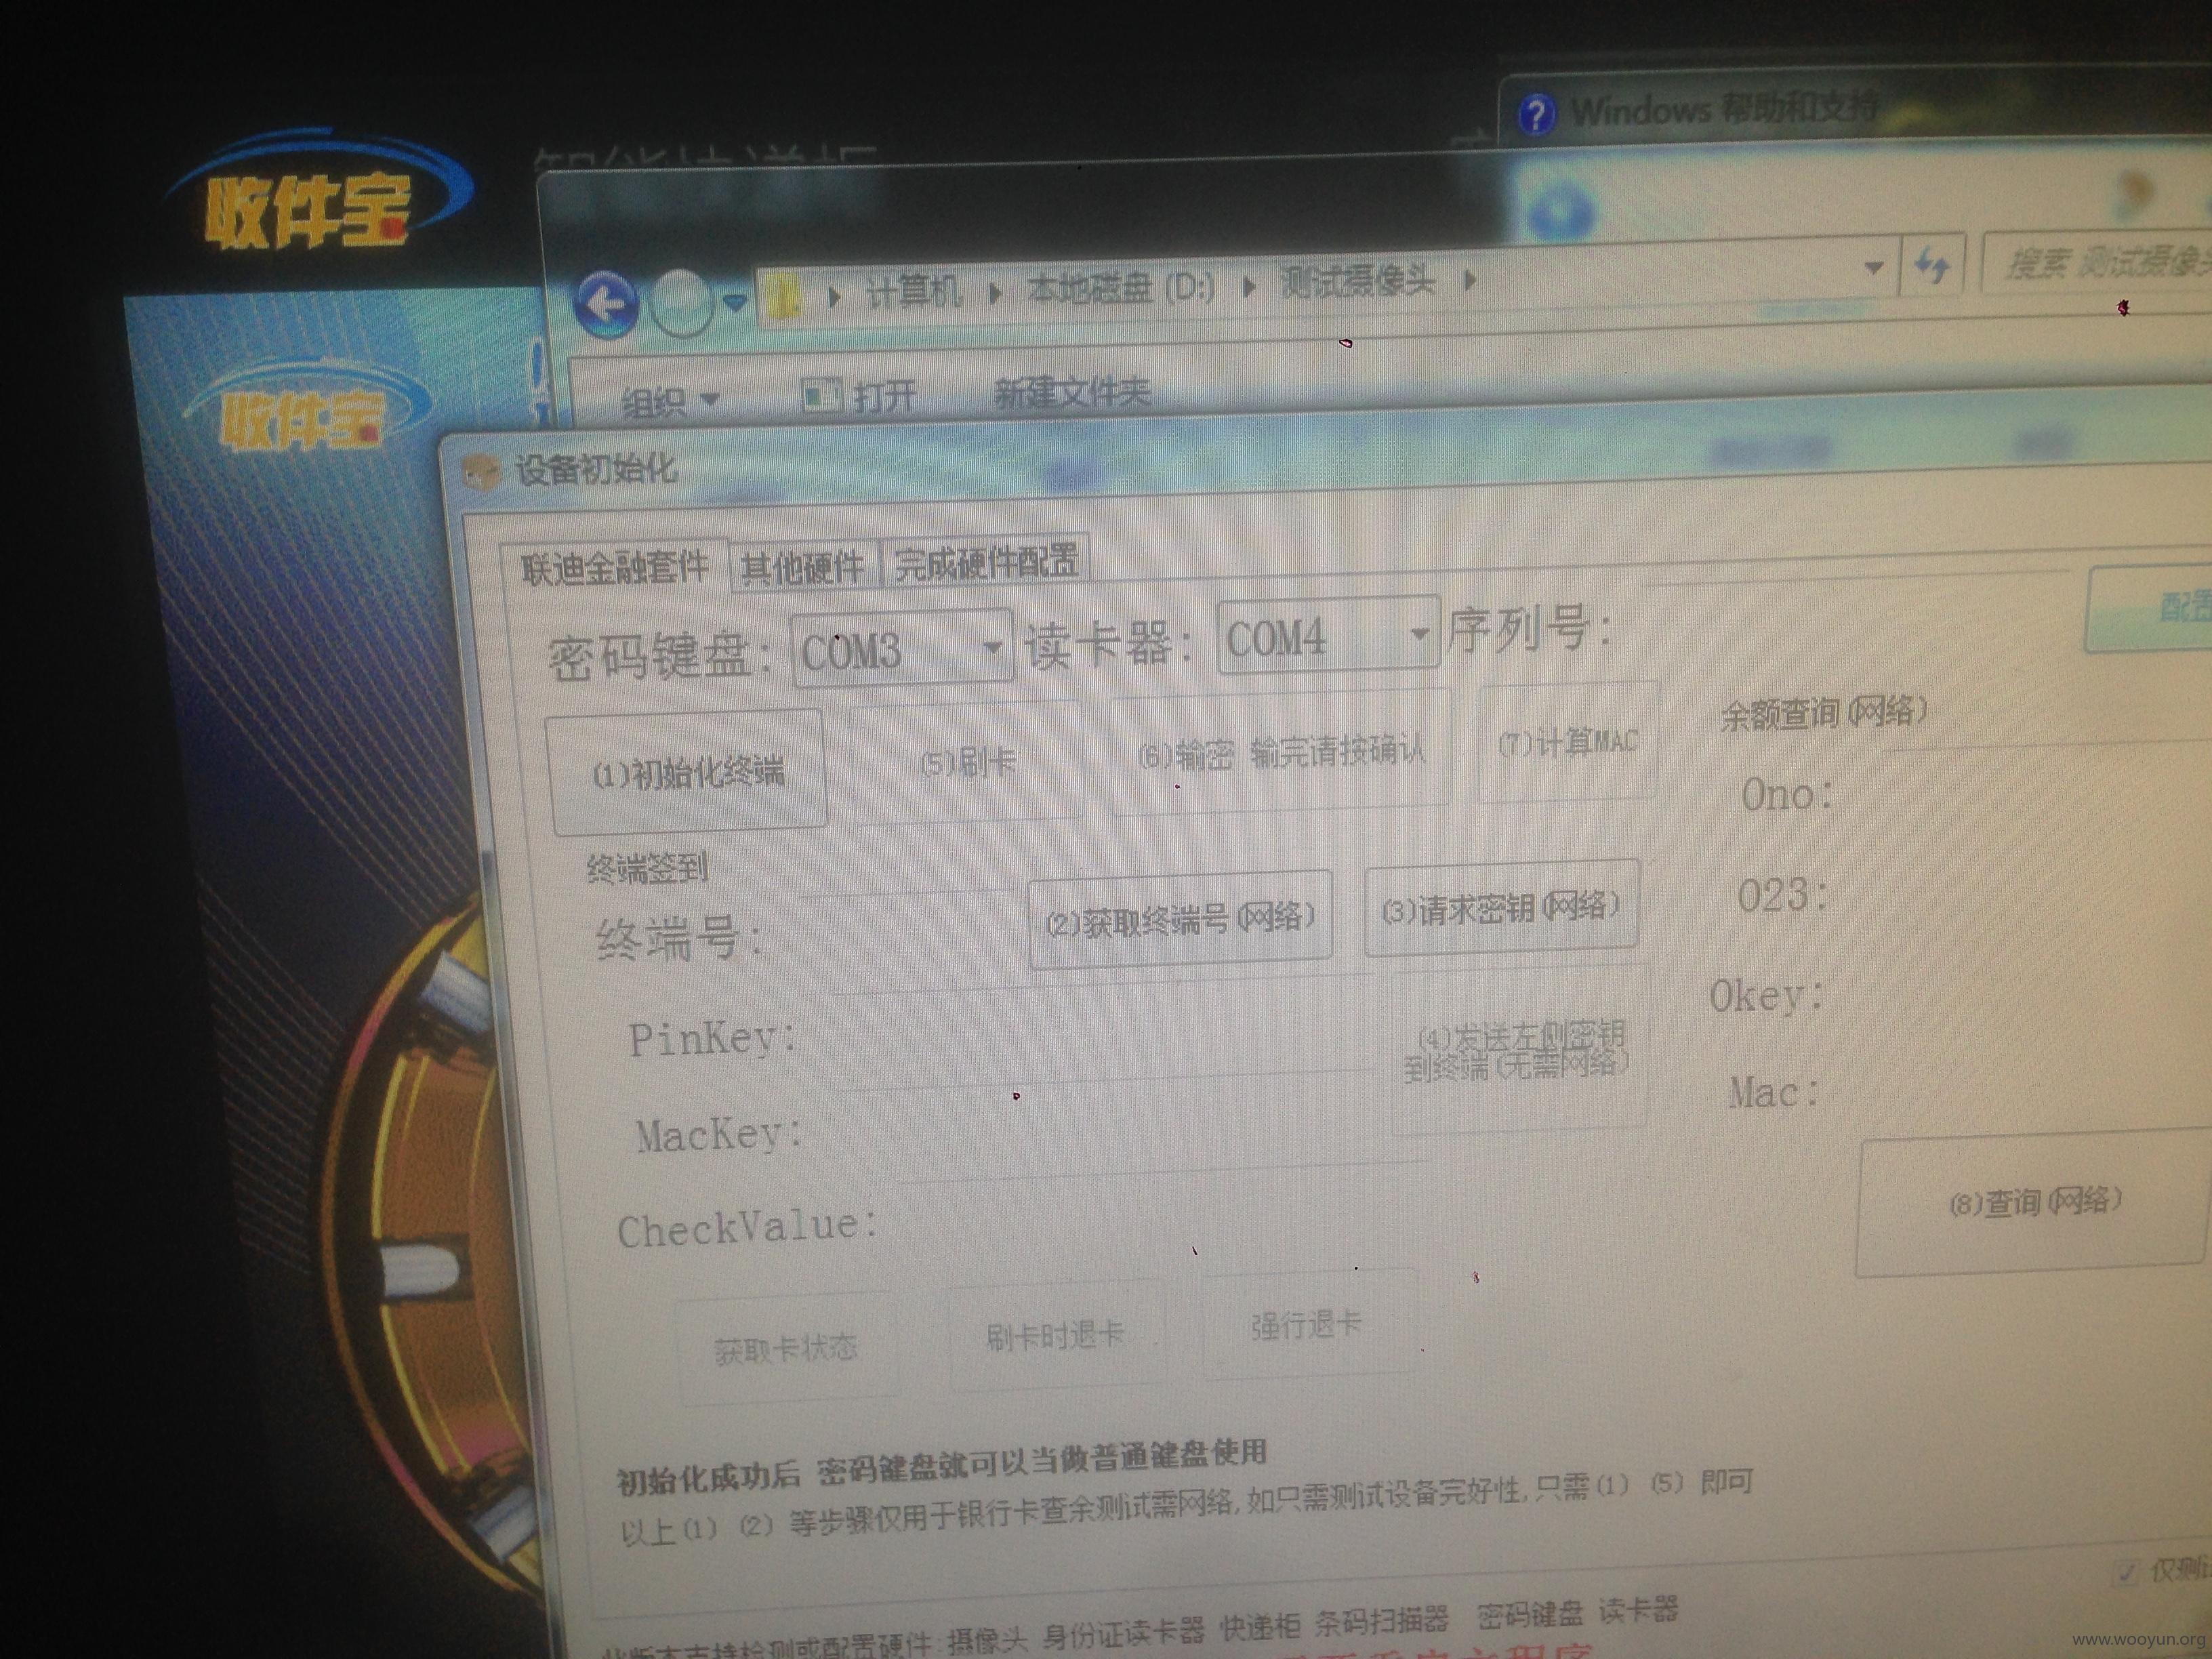 收件宝
Windows 帮助和支持
计算机 本地磁盘 (D:) 测试摄像头
搜索 测试摄像头
收件宝
组织 打开 新建文件夹
设备初始化
联迪金融套件 其他硬件 完成硬件配置
密码键盘: COM3 读卡器: COM4 序列号:
配置
(1)初始化终端 (5)刷卡 (6)输密 输完请按确认 (7)计算MAC
余额查询(网络)
Ono:
终端签到
终端号: (2)获取终端号(网络) (3)请求密钥(网络)
O23:
PinKey:
(4)发送左侧密钥
到终端(无需网络)
Okey:
MacKey:
Mac:
CheckValue:
(8)查询(网络)
获取卡状态 刷卡时退卡 强行退卡
初始化成功后 密码键盘就可以当做普通键盘使用
以上(1) (2) 等步骤仅用于银行卡查余测试需网络,如只需测试设备完好性,只需(1) (5) 即可
仅测试
此版本支持检测或配置硬件:摄像头 身份证读卡器 快递柜 条码扫描器 密码键盘 读卡器
www.wooyun.org